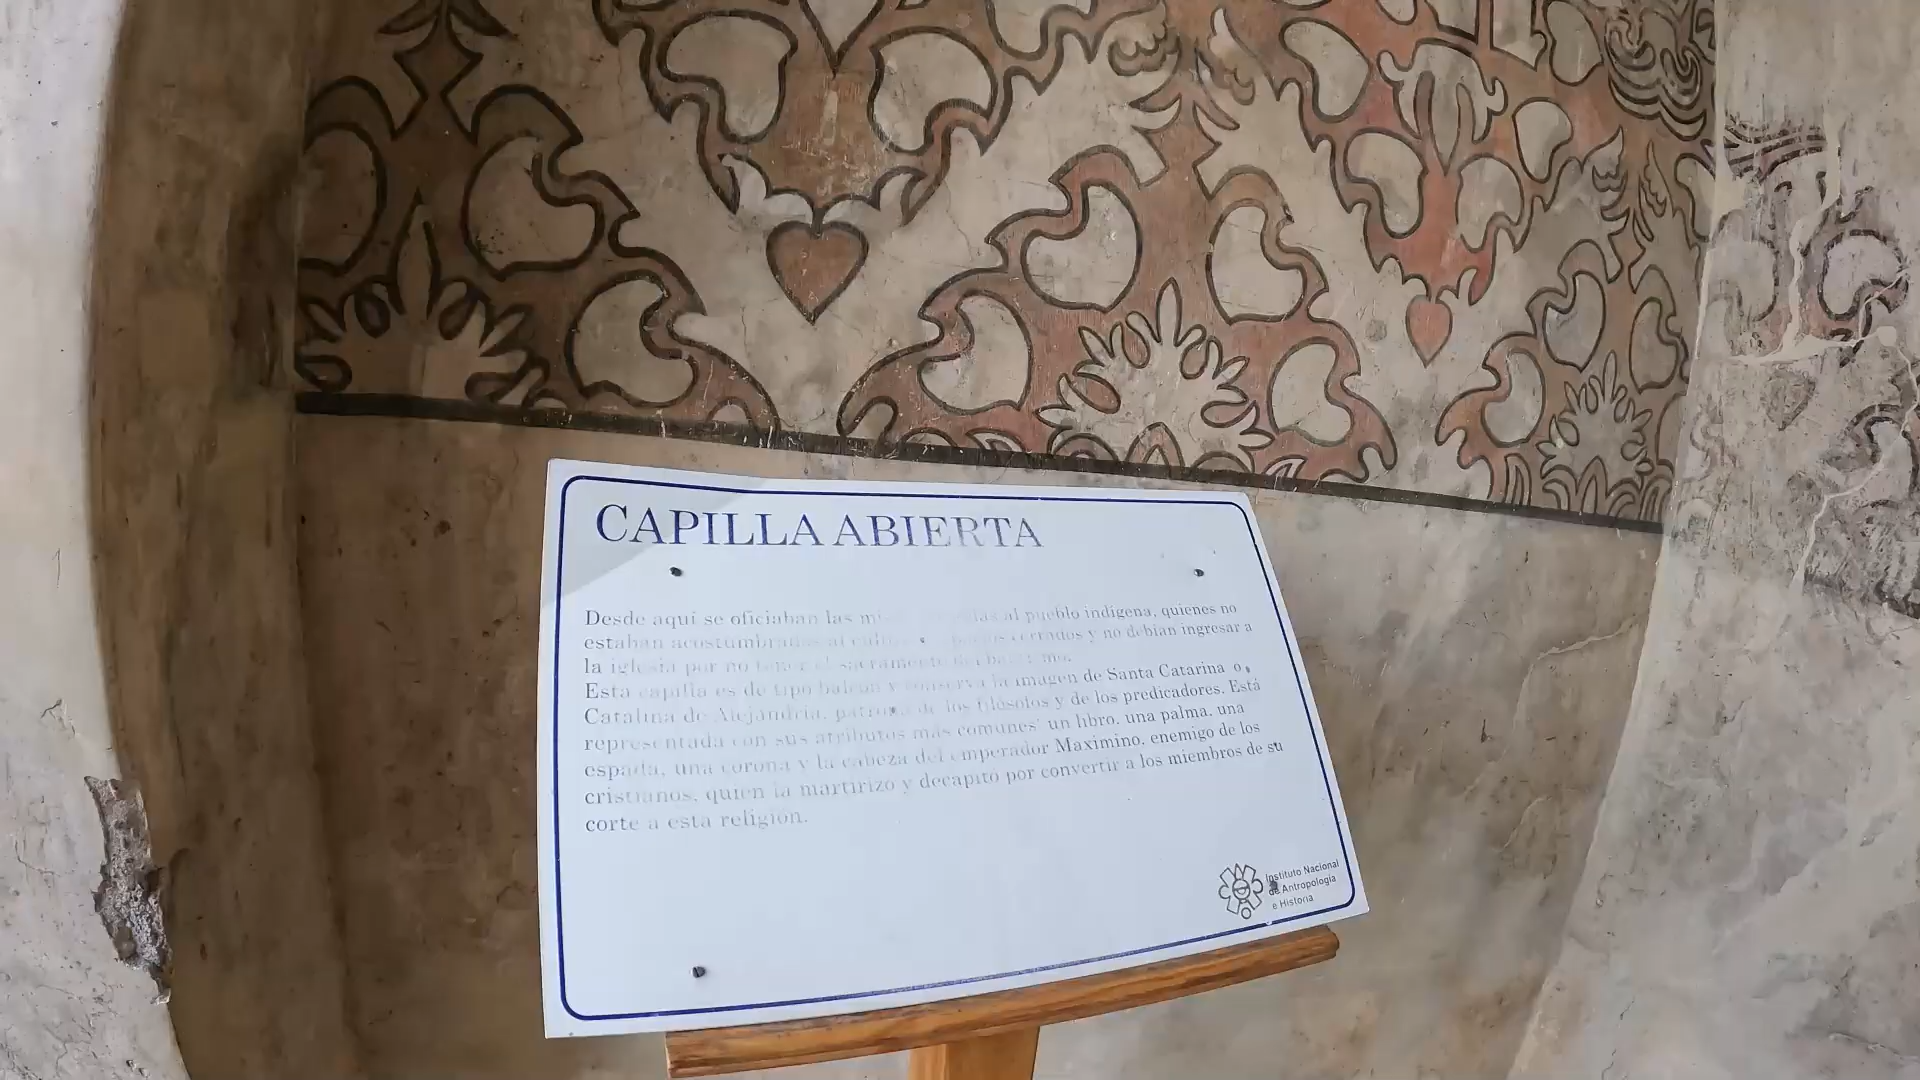 CAPILLA ABIERTA
Desde aquí se oficiaban las al pueblo indígena, quienes no
estaban acostumbrados al cerrados y no debían ingresar a
la iglesia por no tener el sacramento del
Esta capilla es de tipo balcón y conserva la imagen de Santa Catarina o,
Catalina de Alejandría, patrona de los filósofos y de los predicadores. Está
representada con sus atributos más comunes: un libro, una palma, una
espada, una corona y la cabeza del emperador Maximino, enemigo de los
cristianos, quien la martirizo y decapitó por convertir a los miembros de su
corte a esta religión.
Instituto Nacional
de Antropología
e Historia